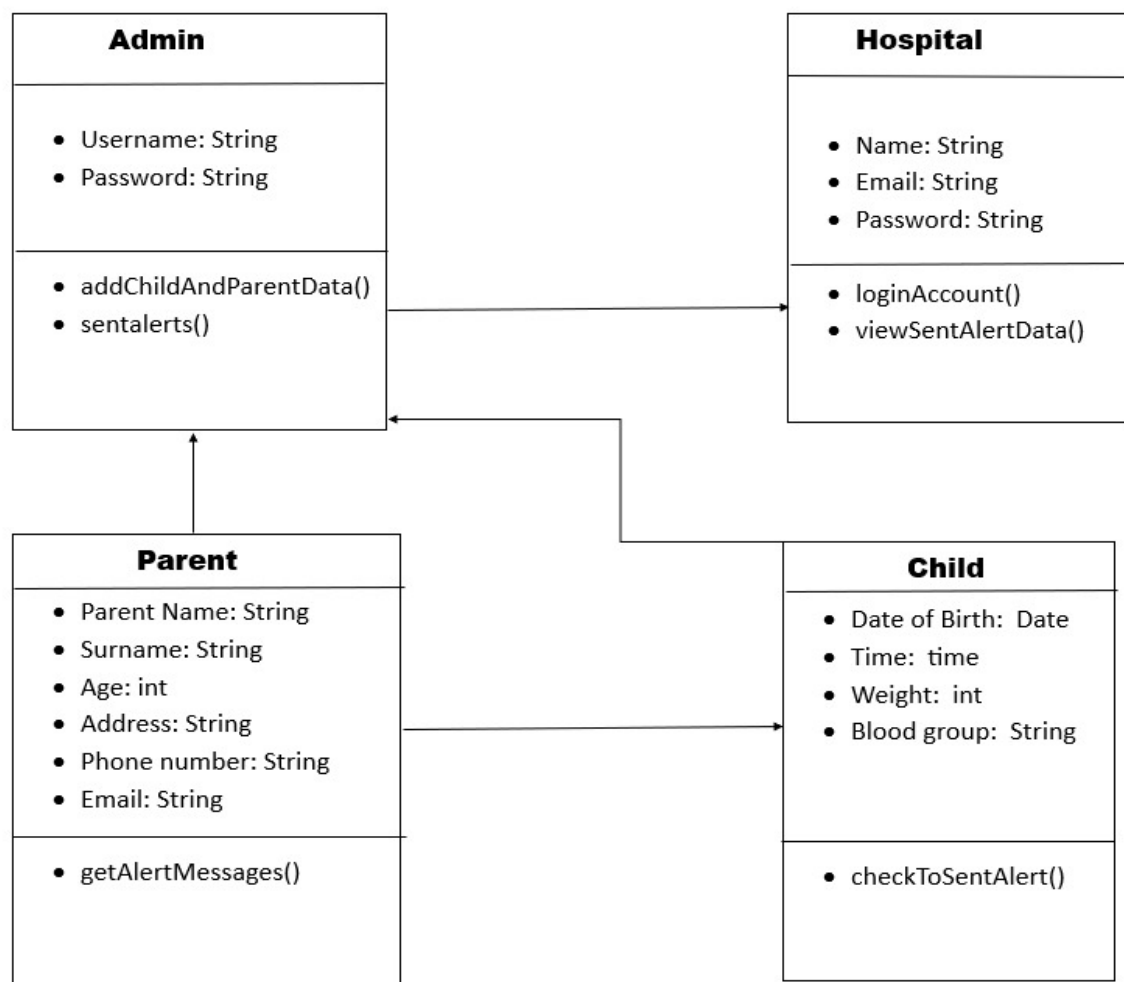 Admin
• Username: String
• Password: String
• addChildAndParentData()
• sentalerts()
Hospital
• Name: String
• Email: String
• Password: String
• loginAccount()
• viewSentAlertData()
Parent
• Parent Name: String
• Surname: String
• Age: int
• Address: String
• Phone number: String
• Email: String
• getAlertMessages()
Child
• Date of Birth:  Date
• Time:  time
• Weight:  int
• Blood group:  String
• checkToSentAlert()